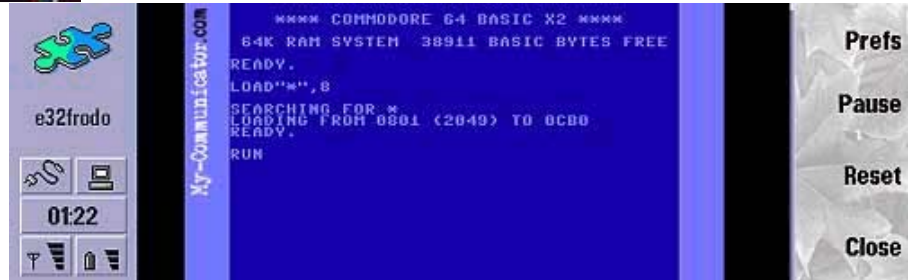 e32frodo
01:22
My-Communicator.com
**** COMMODORE 64 BASIC X2 ****
64K RAM SYSTEM 38911 BASIC BYTES FREE
READY.
LOAD"*",8
SEARCHING FOR *
LOADING FROM 0801 (2049) TO 0CB0
READY.
RUN
Prefs
Pause
Reset
Close